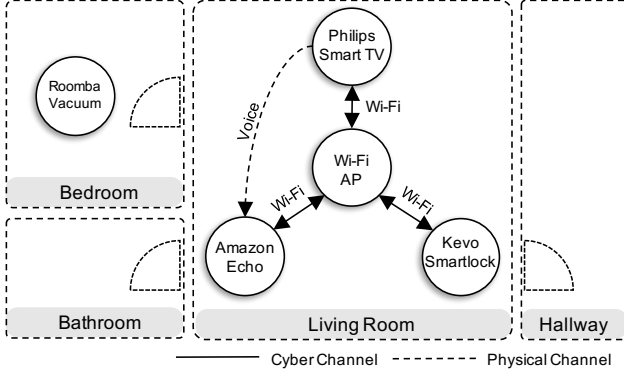 Philips
Smart TV
Roomba
Vacuum
Voice
Wi-Fi
Wi-Fi
AP
Wi-Fi
Wi-Fi
Bedroom
Amazon
Echo
Kevo
Smartlock
Bathroom
Living Room
Hallway
Cyber Channel
Physical Channel